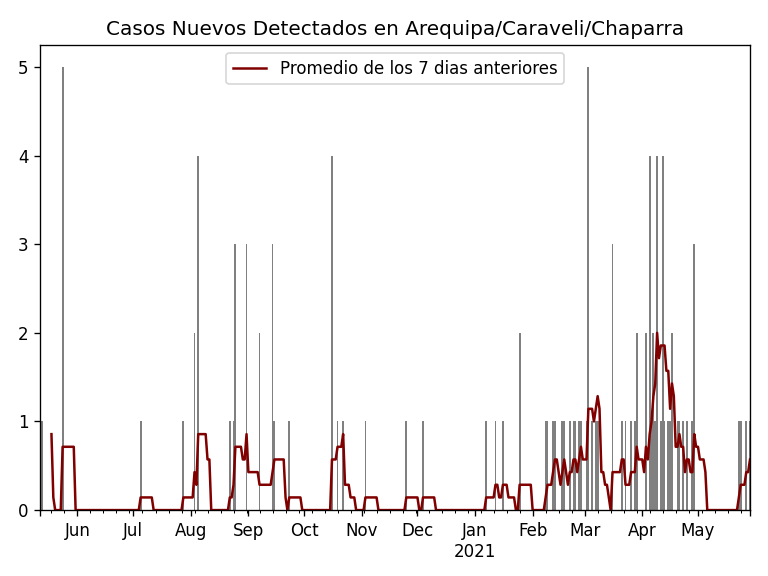 Casos Nuevos Detectados en Arequipa/Caraveli/Chaparra
Promedio de los 7 dias anteriores
5
4
3
2
1
0
Jun Jul Aug Sep Oct Nov Dec Jan Feb Mar Apr May
2021